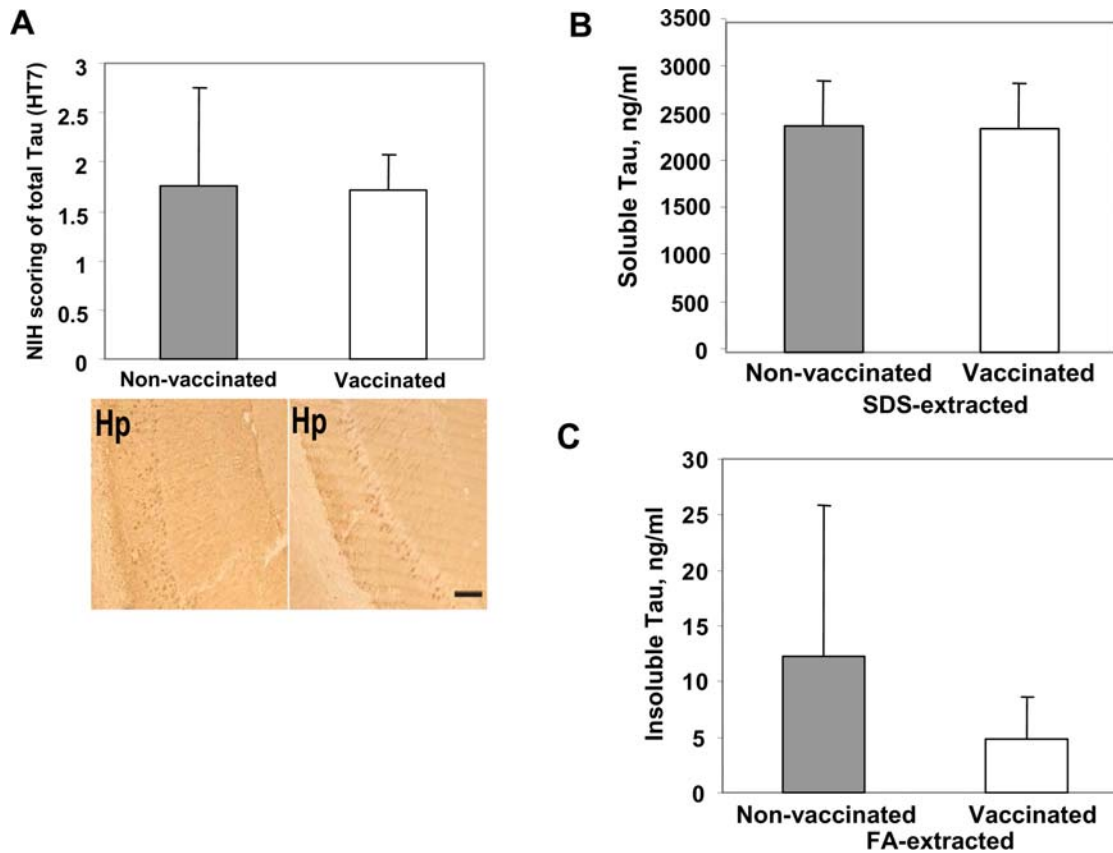 A
NIH scoring of total Tau (HT7)
3
2.5
2
1.5
1
0.5
0
Non-vaccinated Vaccinated
Hp Hp
B
Soluble Tau, ng/ml
3500
3000
2500
2000
1500
1000
500
0
Non-vaccinated Vaccinated
SDS-extracted
C
Insoluble Tau, ng/ml
30
25
20
15
10
5
0
Non-vaccinated Vaccinated
FA-extracted